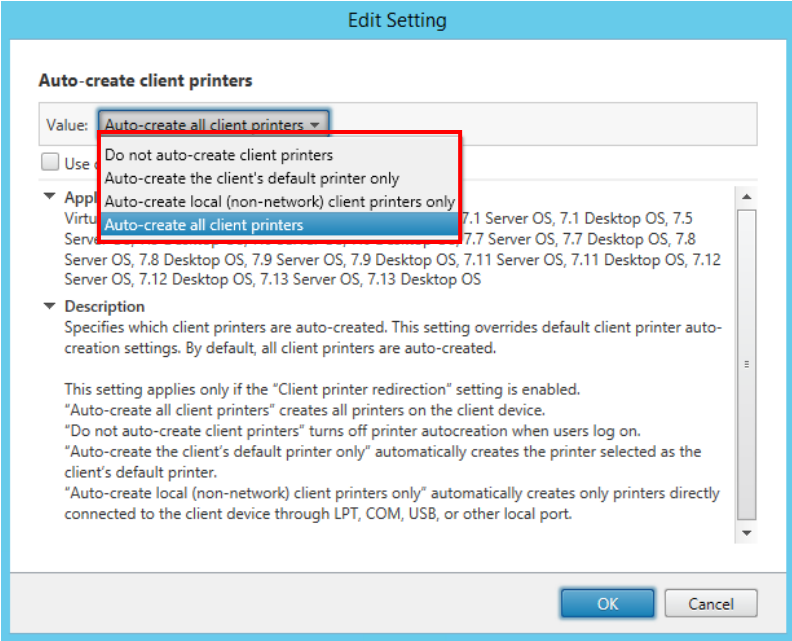 Edit Setting
Auto-create client printers
Value: Auto-create all client printers
Do not auto-create client printers
Use
Auto-create the client's default printer only
Auto-create local (non-network) client printers only
Auto-create all client printers
Virtu 7.1 Server OS, 7.1 Desktop OS, 7.5
7.7 Server OS, 7.7 Desktop OS, 7.8
Server OS, 7.8 Desktop OS, 7.9 Server OS, 7.9 Desktop OS, 7.11 Server OS, 7.11 Desktop OS, 7.12
Server OS, 7.12 Desktop OS, 7.13 Server OS, 7.13 Desktop OS
Description
Specifies which client printers are auto-created. This setting overrides default client printer auto-
creation settings. By default, all client printers are auto-created.
This setting applies only if the “Client printer redirection” setting is enabled.
“Auto-create all client printers” creates all printers on the client device.
“Do not auto-create client printers” turns off printer autocreation when users log on.
“Auto-create the client’s default printer only” automatically creates the printer selected as the
client’s default printer.
“Auto-create local (non-network) client printers only” automatically creates only printers directly
connected to the client device through LPT, COM, USB, or other local port.
OK
Cancel